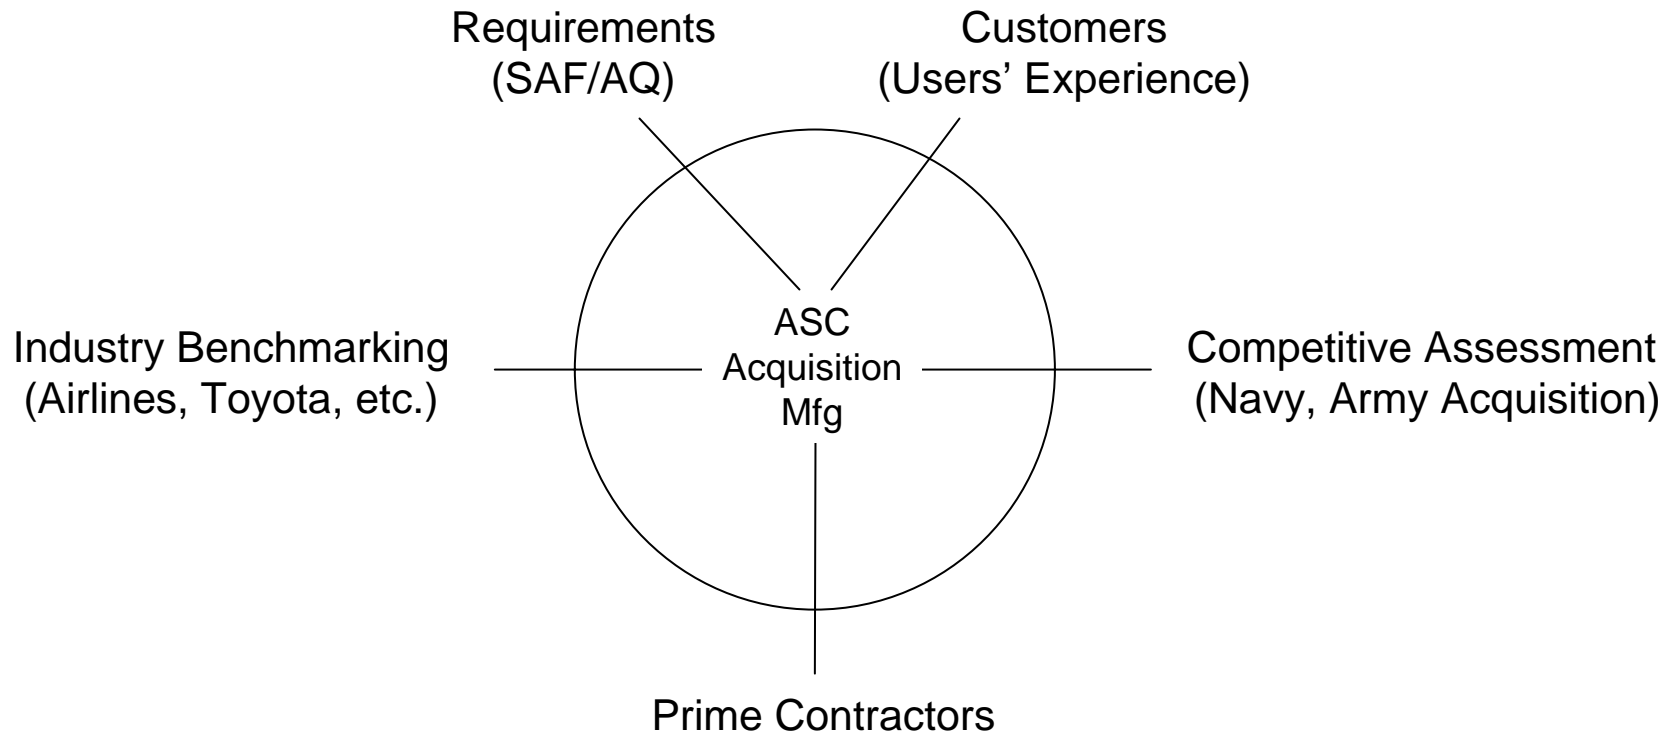 Requirements
(SAF/AQ)
Customers
(Users’ Experience)
Industry Benchmarking
(Airlines, Toyota, etc.)
ASC
Acquisition
Mfg
Competitive Assessment
(Navy, Army Acquisition)
Prime Contractors